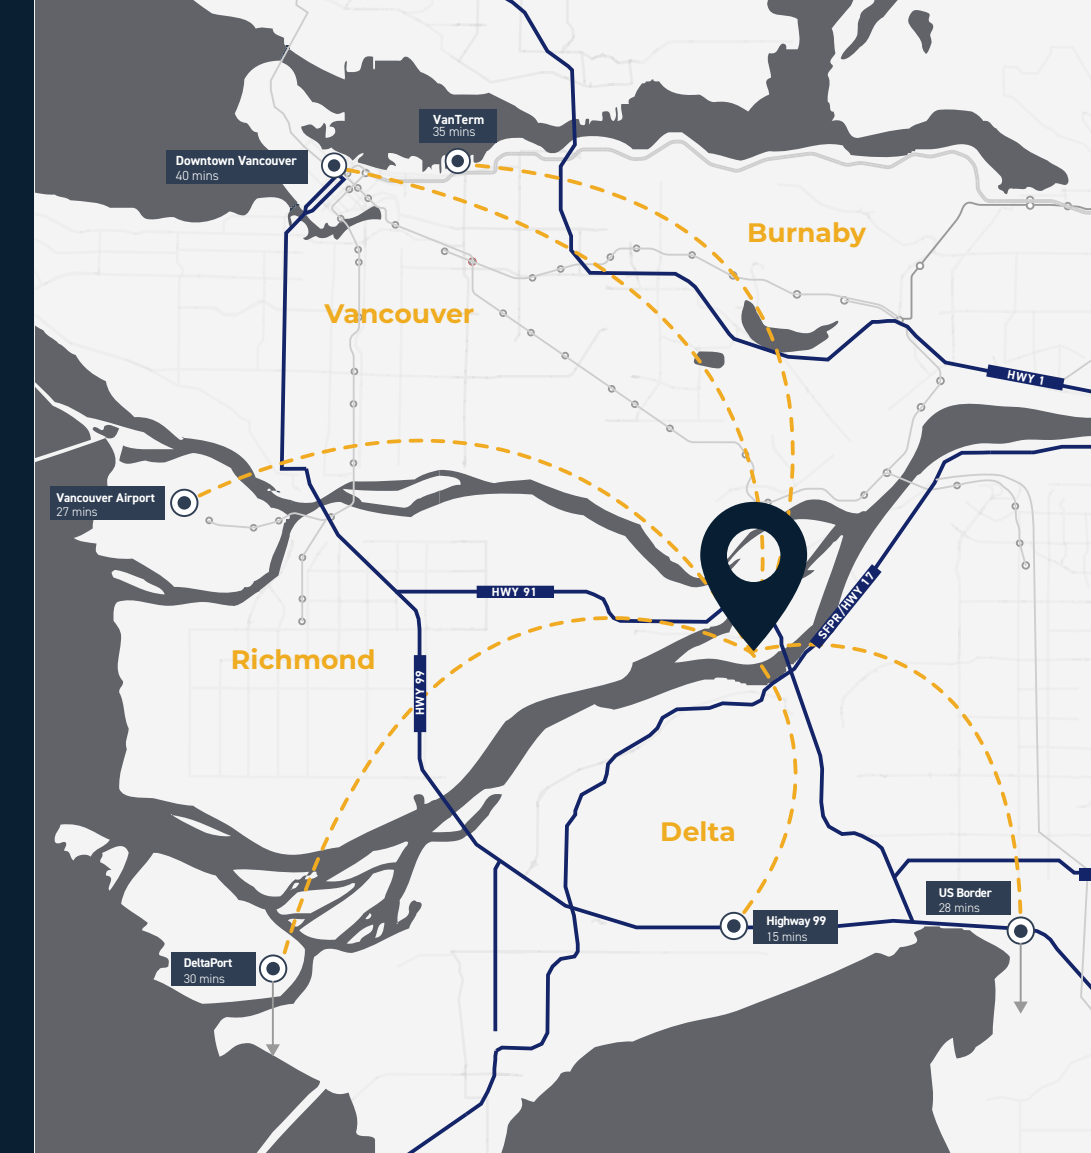 VanTerm
35 mins
Downtown Vancouver
40 mins
Burnaby
Vancouver
HWY 1
Vancouver Airport
27 mins
HWY 91
SFPR/HWY 17
Richmond
HWY 99
Delta
US Border
28 mins
Highway 99
15 mins
DeltaPort
30 mins